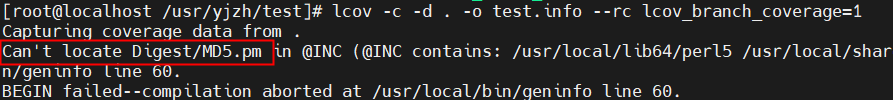 [root@localhost /usr/yjzh/test]# lcov -c -d . -o test.info --rc lcov_branch_coverage=1
Capturing coverage data from .
Can't locate Digest/MD5.pm in @INC (@INC contains: /usr/local/lib64/perl5 /usr/local/shar
n/geninfo line 60.
BEGIN failed--compilation aborted at /usr/local/bin/geninfo line 60.